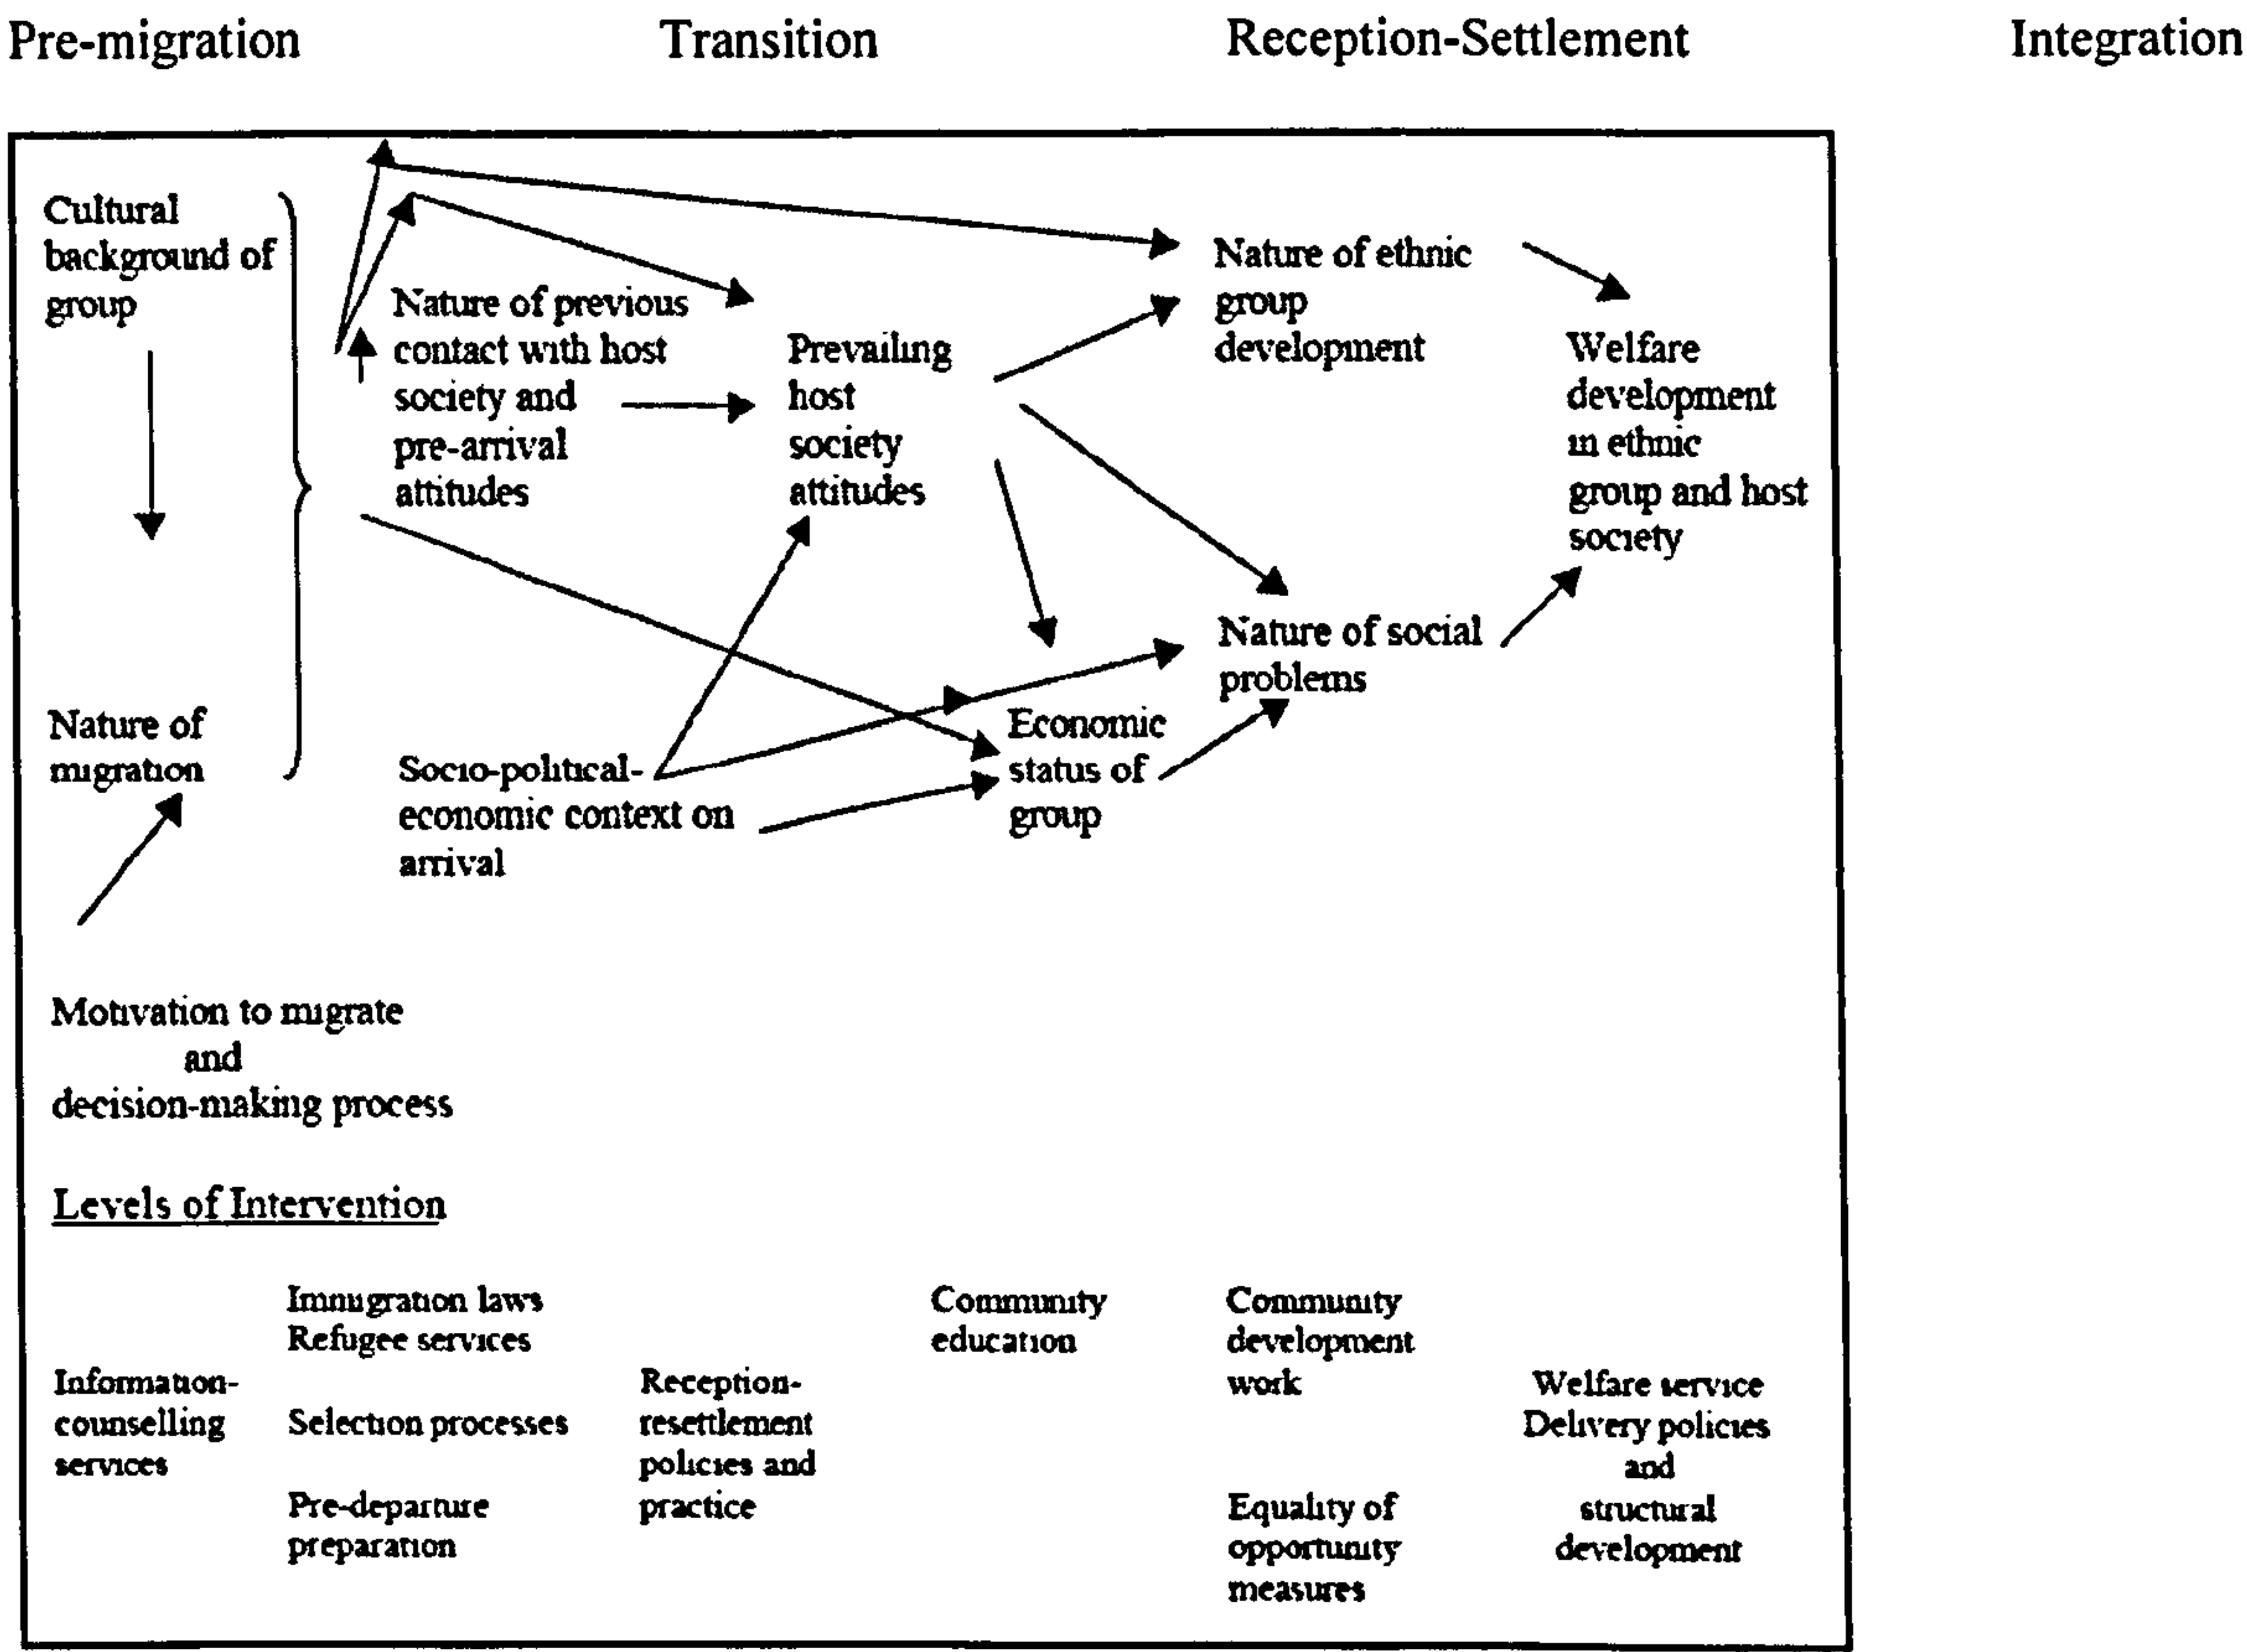 Pre-migration
Transition
Reception-Settlement
Integration
Cultural
background of
group
Nature of previous
contact with host
society and
pre-arrival
attitudes
Prevailing
host
society
attitudes
Nature of ethnic
group
development
Welfare
development
in ethnic
group and host
society
Nature of social
problems
Nature of
migration
Socio-political-
economic context on
arrival
Economic
status of
group
Motivation to migrate
and
decision-making process
Levels of Intervention
Information-
counselling
services
Immigration laws
Refugee services
Selection processes
Pre-departure
preparation
Reception-
resettlement
policies and
practice
Community
education
Community
development
work
Equality of
opportunity
measures
Welfare service
Delivery policies
and
structural
development